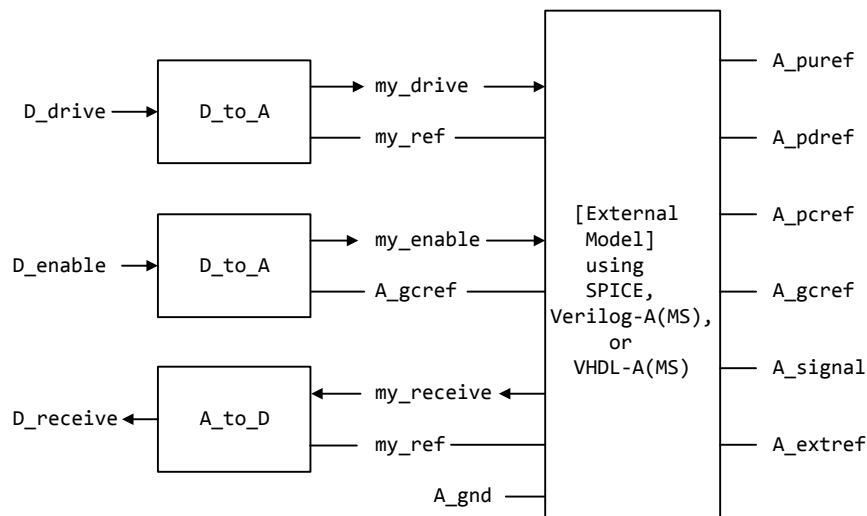 D_drive
D_to_A
my_drive
my_ref
D_enable
D_to_A
my_enable
A_gcref
D_receive
A_to_D
my_receive
my_ref
A_gnd
[External
Model]
using
SPICE,
Verilog-A(MS),
or
VHDL-A(MS)
A_puref
A_pdref
A_pcref
A_gcref
A_signal
A_extref